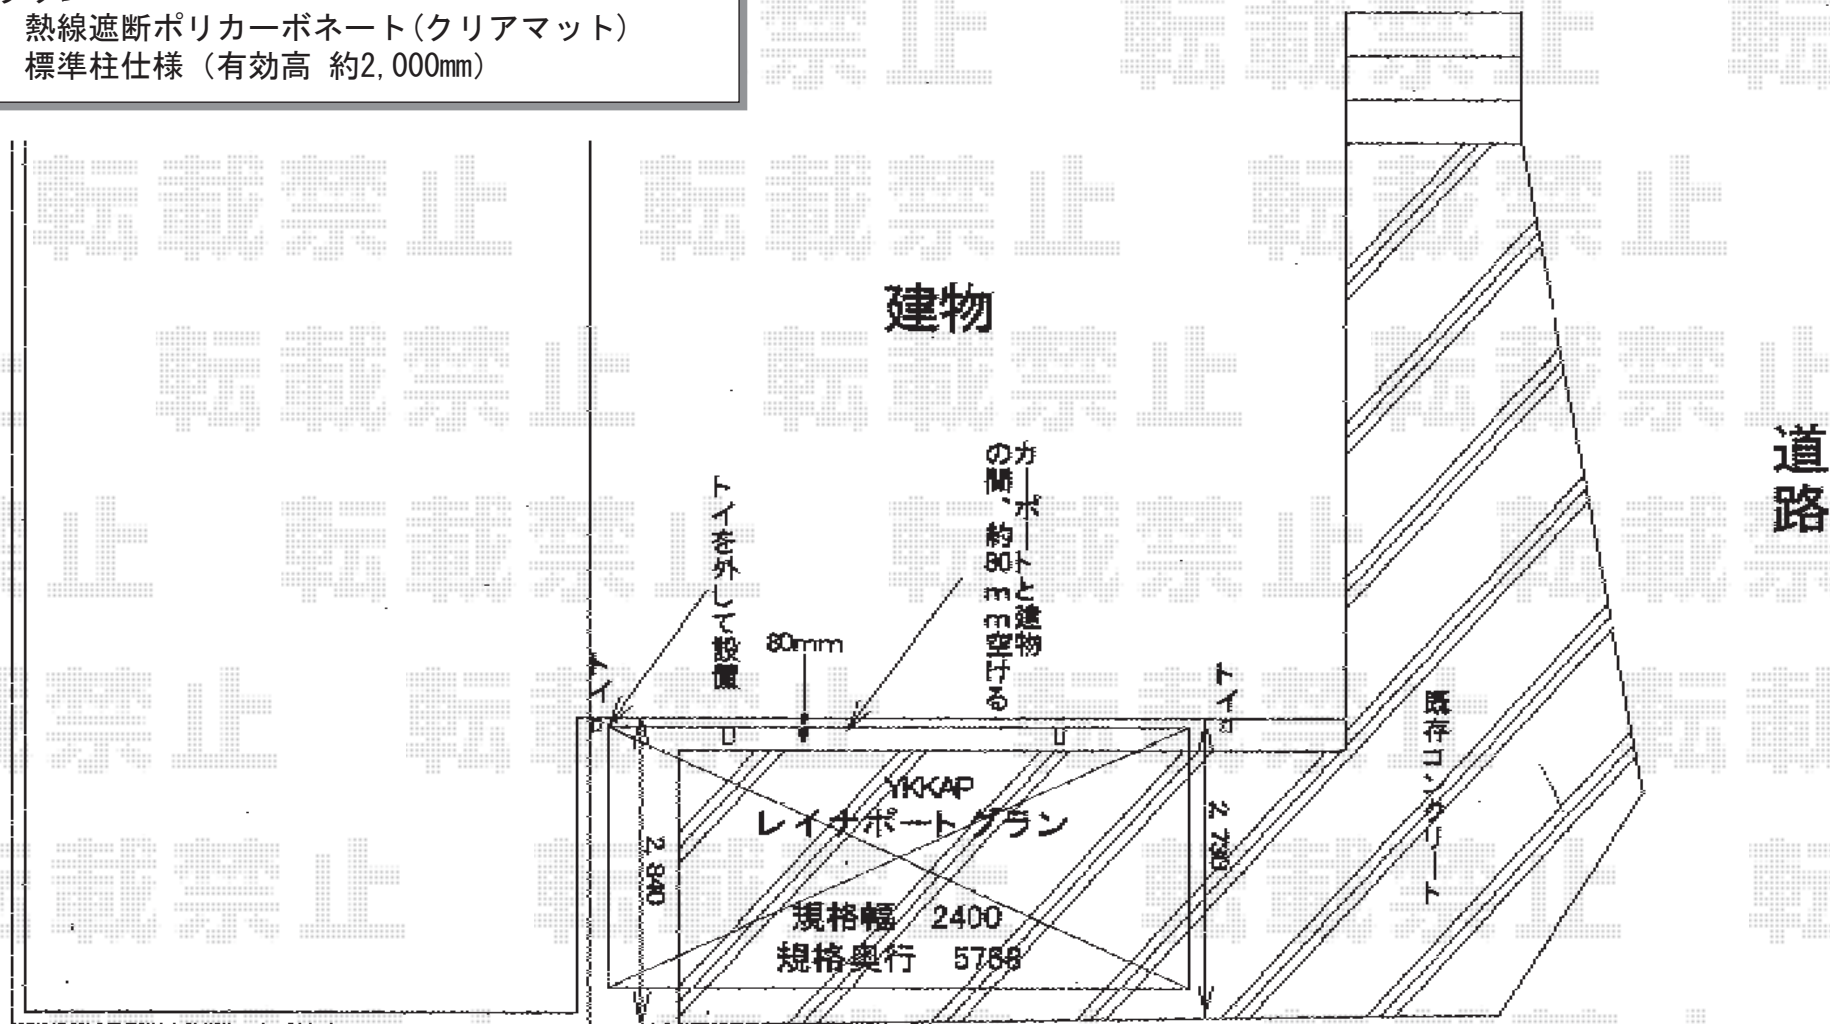 熱線遮断ポリカーボネート(クリアマット)
標準柱仕様（有効高 約2,000mm）
建物
道路
カーポートと建物
の間、約80mm空ける
トイを外して設置
80mm
トイ
トイ
既存コンクリート
YKKAP
レイナポートグラン
2,840
2,730
規格幅 2400
規格奥行 5768
転載禁止